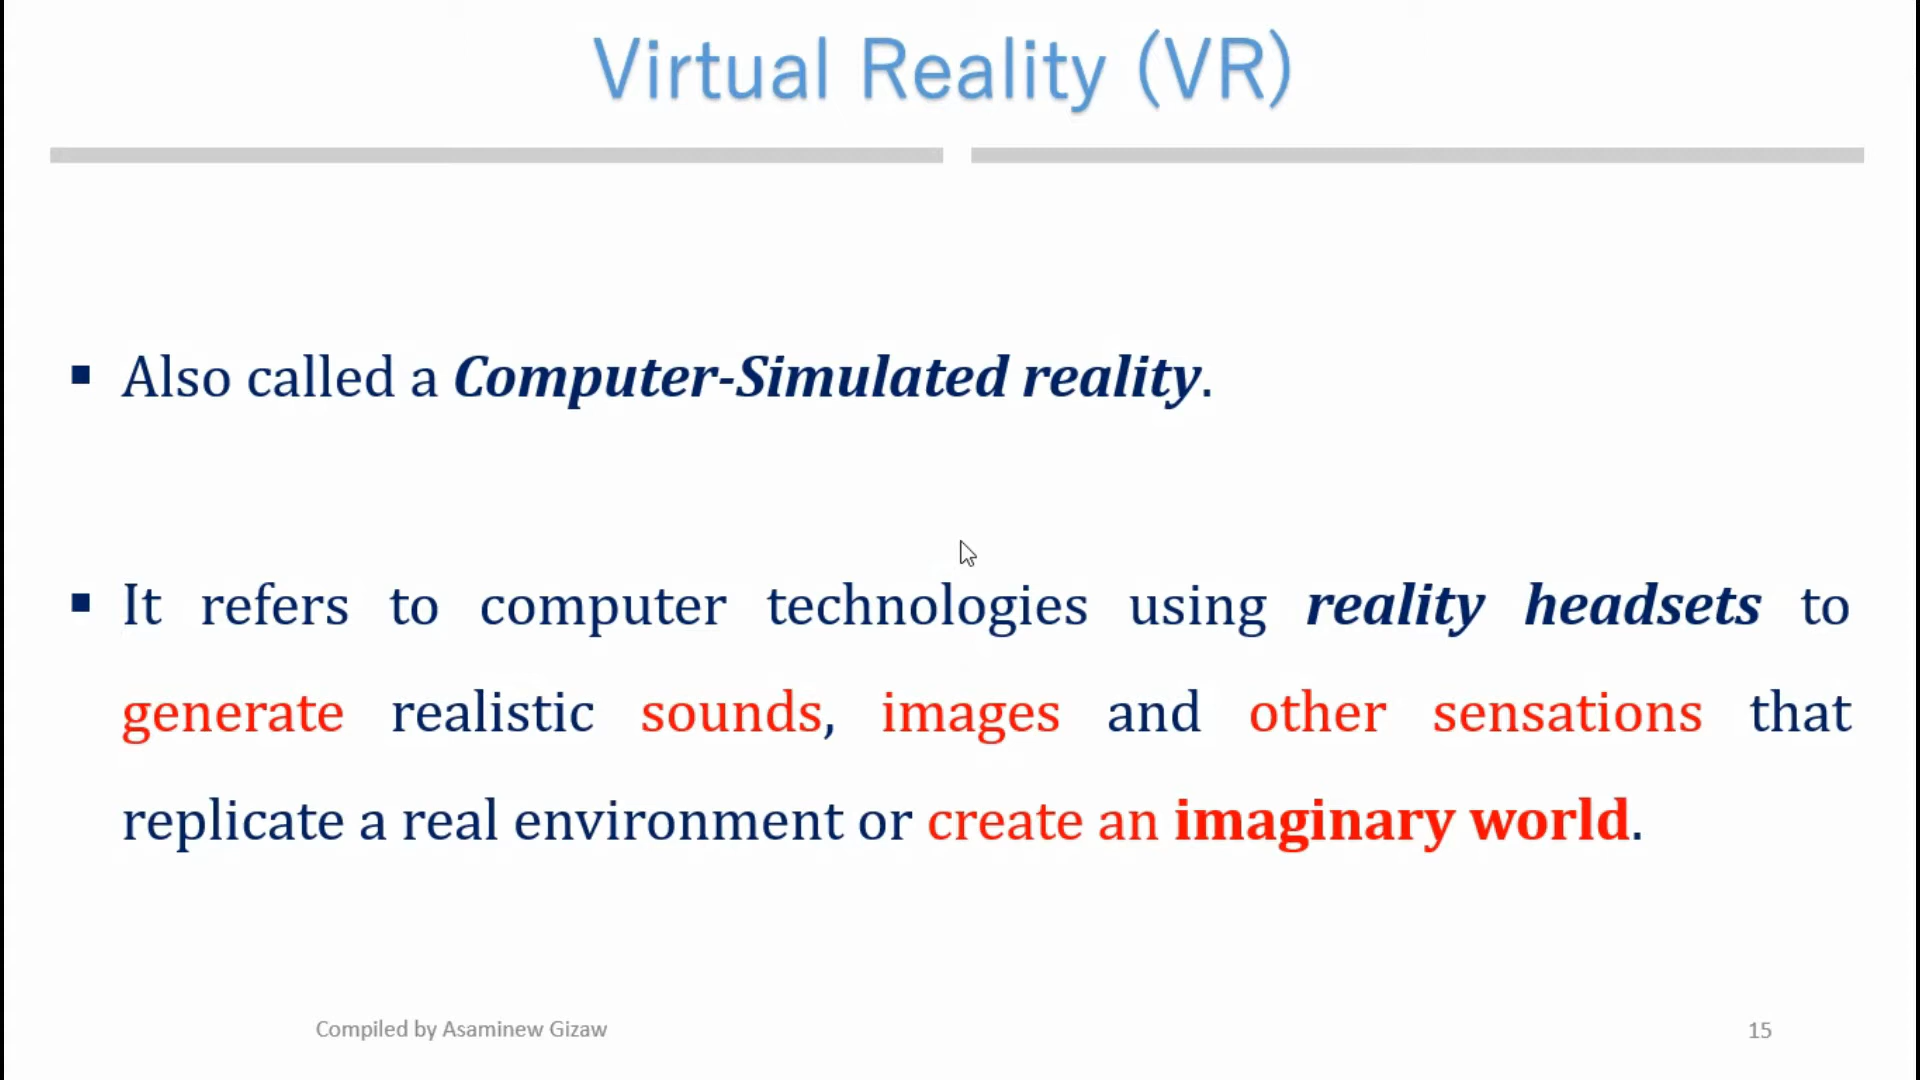 Virtual Reality (VR)
▪ Also called a Computer-Simulated reality.
▪ It refers to computer technologies using reality headsets to
generate realistic sounds, images and other sensations that
replicate a real environment or create an imaginary world.
Compiled by Asaminew Gizaw
15